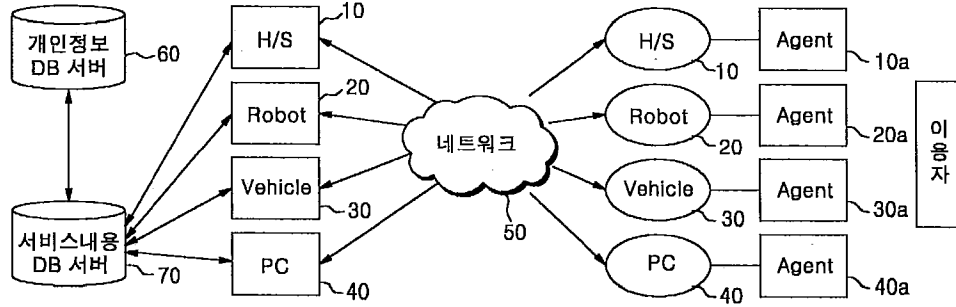 개인정보
DB 서버
60
서비스내용
DB 서버
70
H/S
10
Robot
20
Vehicle
30
PC
40
네트워크
50
H/S
10
Agent
10a
Robot
20
Agent
20a
Vehicle
30
Agent
30a
PC
40
Agent
40a
이용자